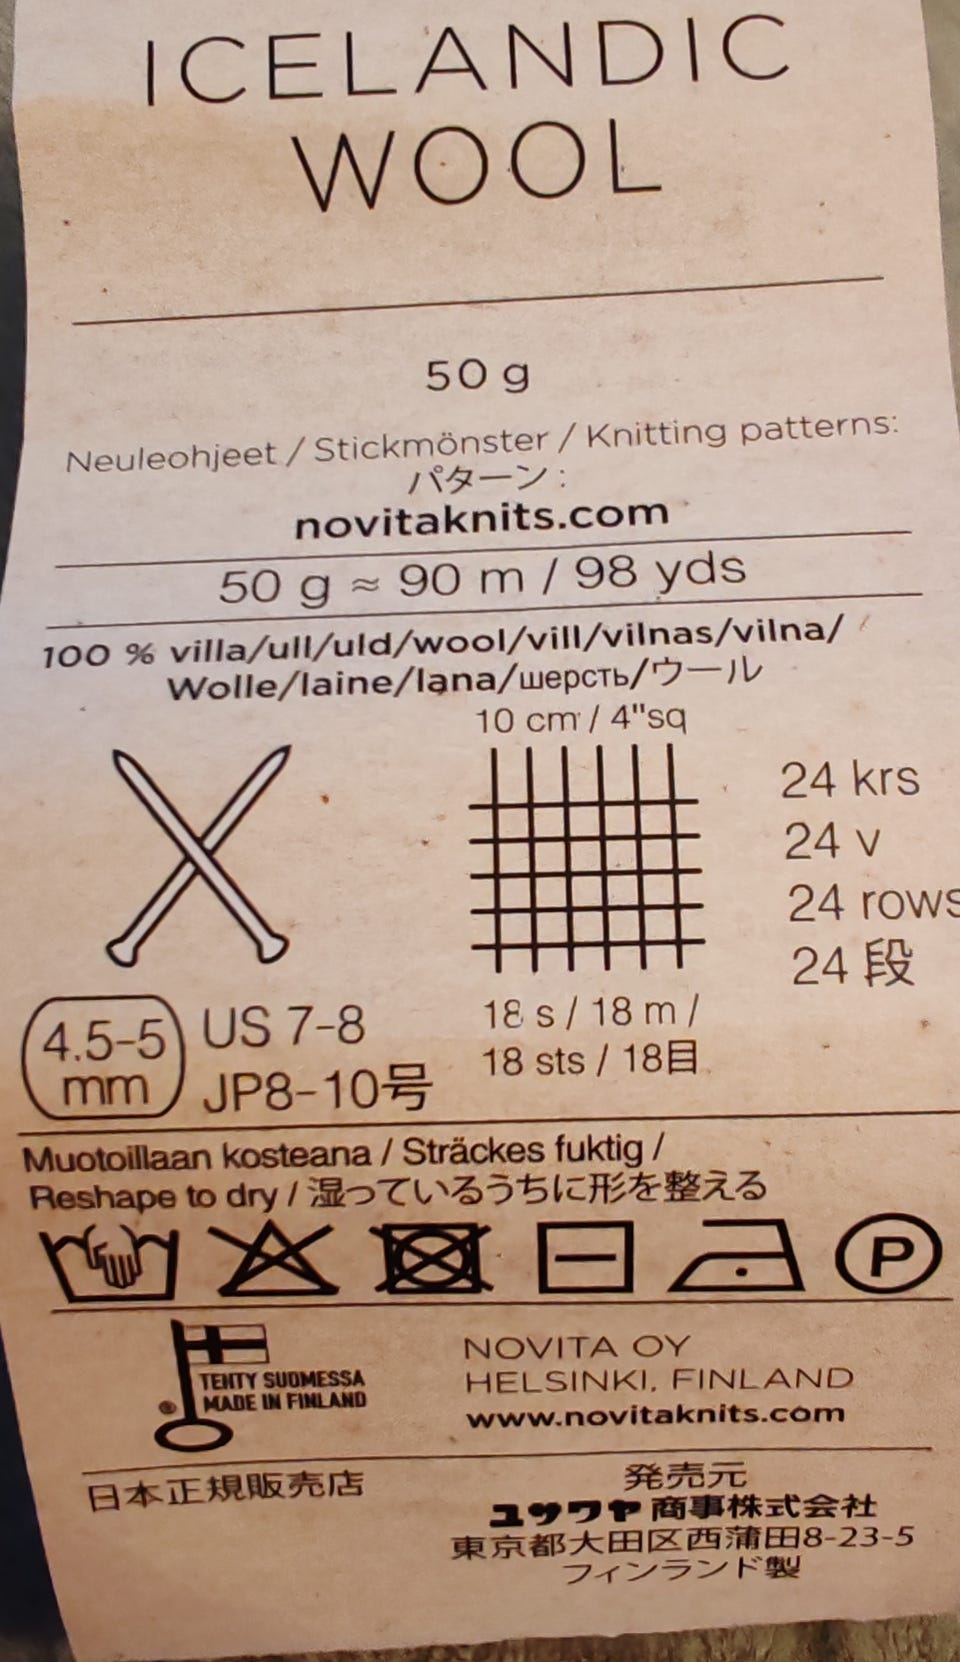 ICELANDIC
WOOL
50 g
Neuleohjeet / Stickmönster / Knitting patterns:
パターン :
novitaknits.com
50 g ≈ 90 m / 98 yds
100 % villa/ull/uld/wool/vill/vilnas/vilna/
Wolle/laine/lana/шерсть/ウール
10 cm / 4"sq
24 krs
24 v
24 rows
24 段
4.5-5
mm
US 7-8
JP8-10号
18 s / 18 m /
18 sts / 18目
Muotoillaan kosteana / Sträckes fuktig /
Reshape to dry / 湿っているうちに形を整える
P
TEHTY SUOMESSA
MADE IN FINLAND
®
NOVITA OY
HELSINKI, FINLAND
www.novitaknits.com
日本正規販売店
発売元
ユザワヤ 商事株式会社
東京都大田区西蒲田8-23-5
フィンランド製